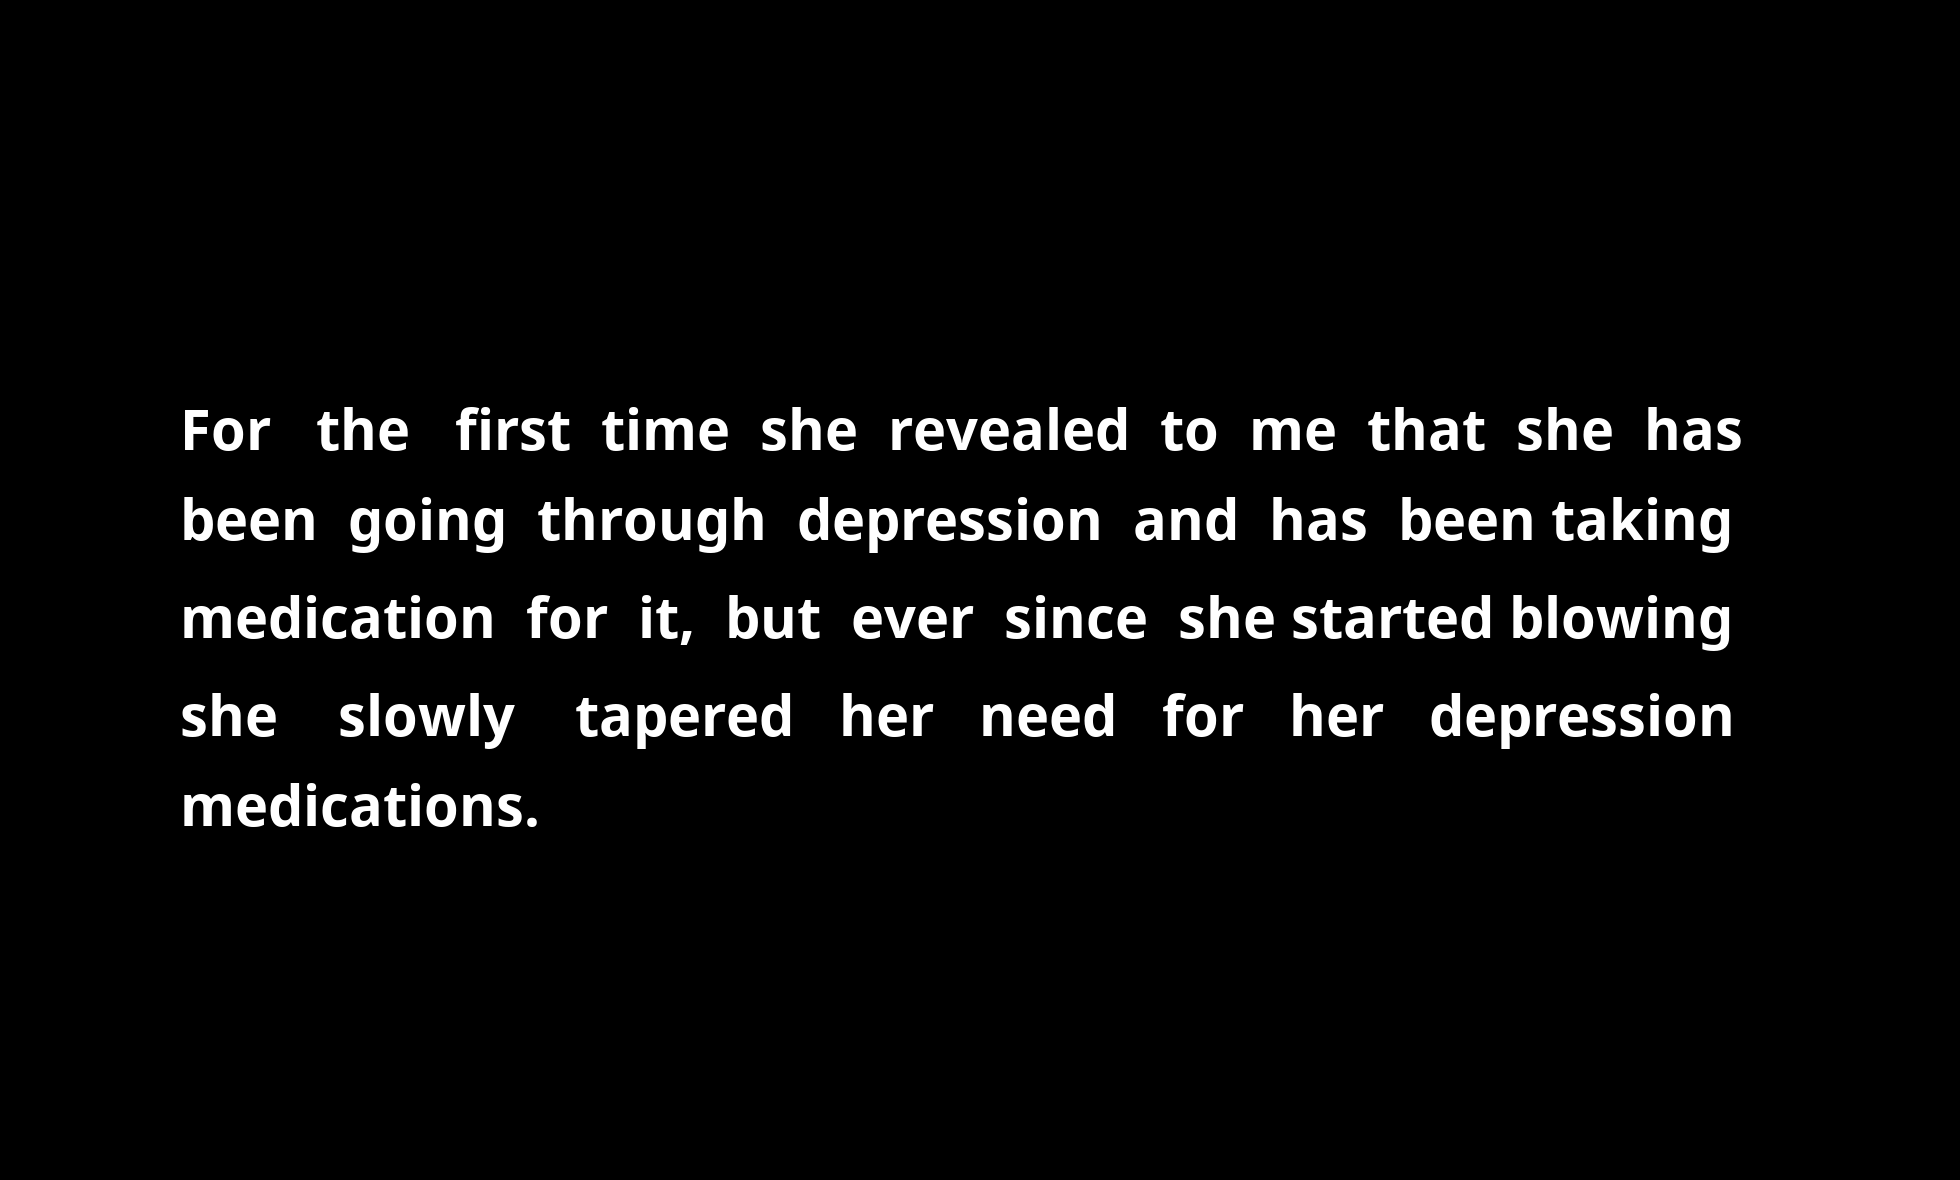 For the first time she revealed to me that she has
been going through depression and has been taking
medication for it, but ever since she started blowing
she slowly tapered her need for her depression
medications.